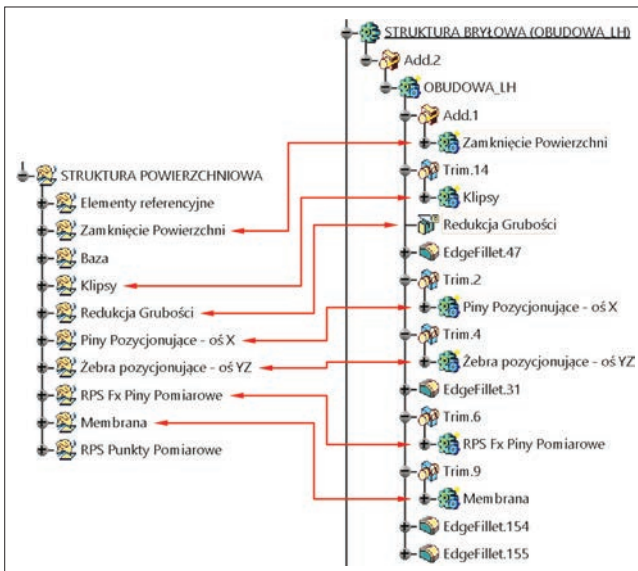 STRUKTURA POWIERZCHNIOWA
Elementy referencyjne
Zamknięcie Powierzchni
Baza
Klipsy
Redukcja Grubości
Piny Pozycjonujące - oś X
Żebra pozycjonujące - oś YZ
RPS Fx Piny Pomiarowe
Membrana
RPS Punkty Pomiarowe
STRUKTURA BRYŁOWA (OBUDOWA_LH)
Add.2
OBUDOWA_LH
Add.1
Zamknięcie Powierzchni
Trim.14
Klipsy
Redukcja Grubości
EdgeFillet.47
Trim.2
Piny Pozycjonujące - oś X
Trim.4
Żebra pozycjonujące - oś YZ
EdgeFillet.31
Trim.6
RPS Fx Piny Pomiarowe
Trim.9
Membrana
EdgeFillet.154
EdgeFillet.155